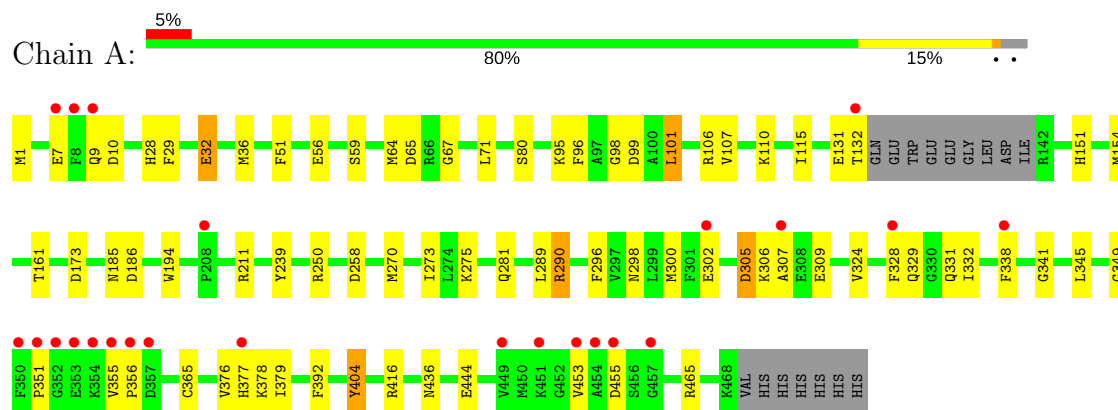 5%
Chain A:
80% 15% • •
M1 E7 F8 Q9 D10 H28 F29 E32 M36 F51 E56 S59 M64 D65 R66 G67 L71 S80 K95 F96 A97 G98 D99 A100 L101 R106 V107 K110 I115 E131 T132 GLN GLU TRP GLU GLU GLY LEU ASP ILE R142 H151 M154
T161 D173 N185 D186 W194 P208 R211 Y239 R250 D258 M270 I273 L274 K275 Q281 L289 R290 F296 V297 N298 L299 M300 F301 E302 D305 K306 A307 E308 E309 V324 F328 Q329 G330 Q331 I332 F338 G341 L345 G349
F350 P351 G352 E353 K354 V355 P356 D357 C365 V376 H377 K378 I379 F392 Y404 R416 N436 E444 V449 M450 K451 G452 V453 A454 D455 S456 G457 R465 K468 VAL HIS HIS HIS HIS HIS HIS